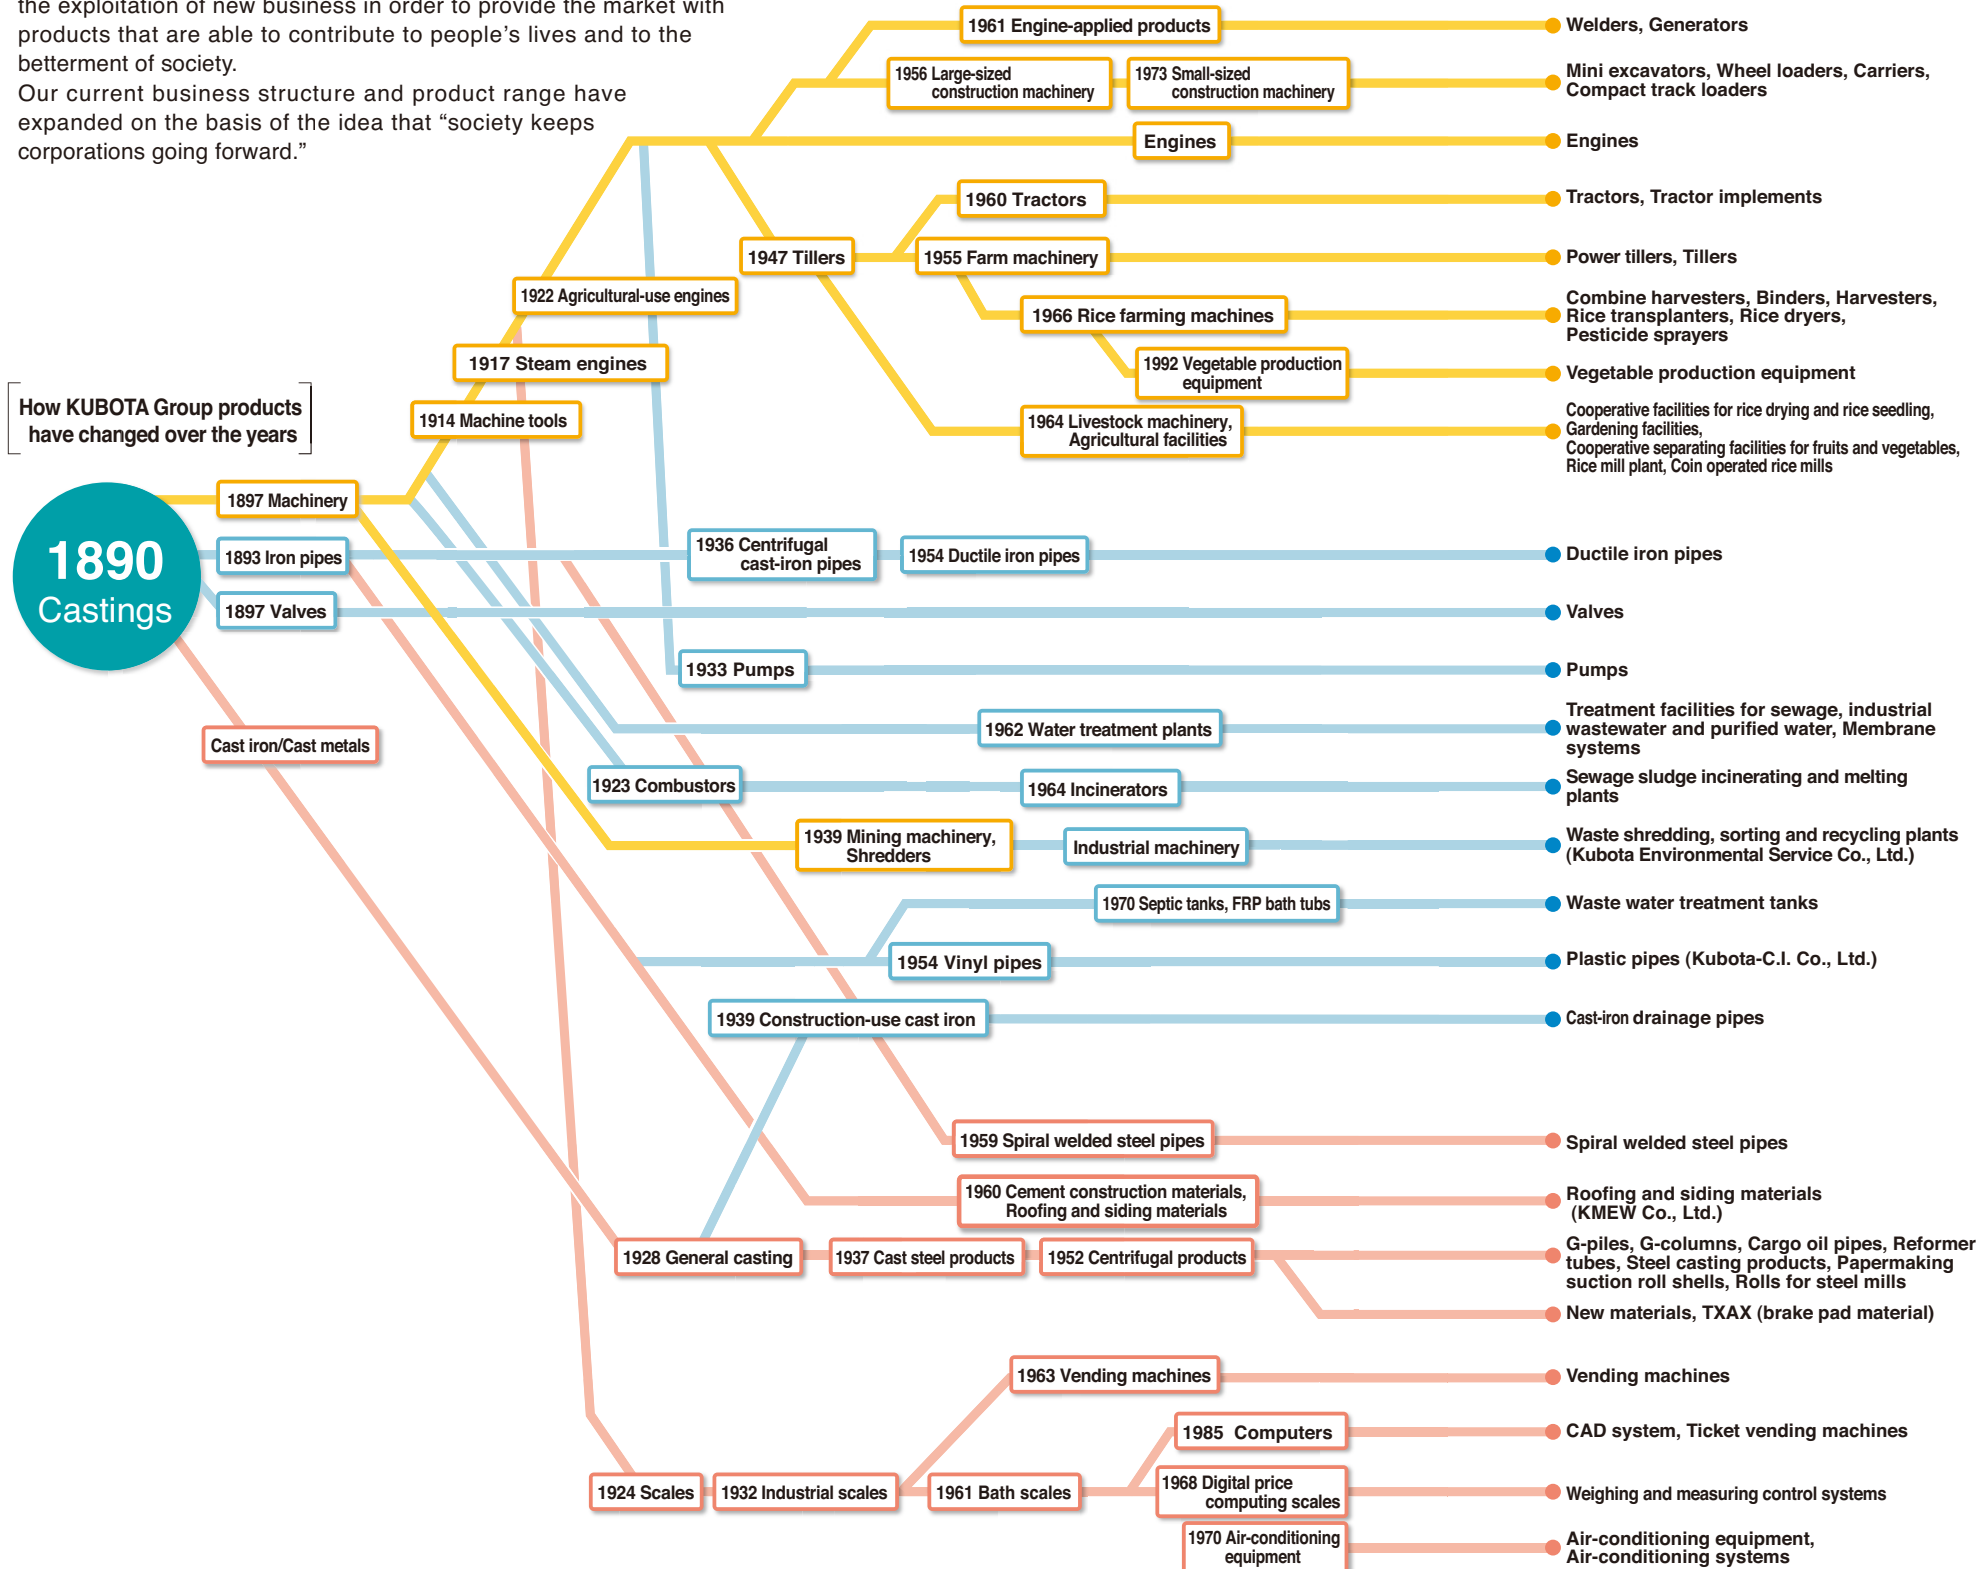 the exploitation of new business in order to provide the market with
products that are able to contribute to people’s lives and to the
betterment of society.
Our current business structure and product range have
expanded on the basis of the idea that “society keeps
corporations going forward.”
1961 Engine-applied products
Welders, Generators
1956 Large-sized
construction machinery
1973 Small-sized
construction machinery
Mini excavators, Wheel loaders, Carriers,
Compact track loaders
Engines
Engines
1960 Tractors
Tractors, Tractor implements
1947 Tillers
1955 Farm machinery
Power tillers, Tillers
1922 Agricultural-use engines
1966 Rice farming machines
Combine harvesters, Binders, Harvesters,
Rice transplanters, Rice dryers,
Pesticide sprayers
1917 Steam engines
1992 Vegetable production
equipment
Vegetable production equipment
How KUBOTA Group products
have changed over the years
1914 Machine tools
1964 Livestock machinery,
Agricultural facilities
Cooperative facilities for rice drying and rice seedling,
Gardening facilities,
Cooperative separating facilities for fruits and vegetables,
Rice mill plant, Coin operated rice mills
1890
Castings
1897 Machinery
1893 Iron pipes
1936 Centrifugal
cast-iron pipes
1954 Ductile iron pipes
Ductile iron pipes
1897 Valves
Valves
1933 Pumps
Pumps
1962 Water treatment plants
Treatment facilities for sewage, industrial
wastewater and purified water, Membrane
systems
Cast iron/Cast metals
1923 Combustors
1964 Incinerators
Sewage sludge incinerating and melting
plants
1939 Mining machinery,
Shredders
Industrial machinery
Waste shredding, sorting and recycling plants
(Kubota Environmental Service Co., Ltd.)
1970 Septic tanks, FRP bath tubs
Waste water treatment tanks
1954 Vinyl pipes
Plastic pipes (Kubota-C.I. Co., Ltd.)
1939 Construction-use cast iron
Cast-iron drainage pipes
1959 Spiral welded steel pipes
Spiral welded steel pipes
1960 Cement construction materials,
Roofing and siding materials
Roofing and siding materials
(KMEW Co., Ltd.)
1928 General casting
1937 Cast steel products
1952 Centrifugal products
G-piles, G-columns, Cargo oil pipes, Reformer
tubes, Steel casting products, Papermaking
suction roll shells, Rolls for steel mills
New materials, TXAX (brake pad material)
1963 Vending machines
Vending machines
1985 Computers
CAD system, Ticket vending machines
1924 Scales
1932 Industrial scales
1961 Bath scales
1968 Digital price
computing scales
Weighing and measuring control systems
1970 Air-conditioning
equipment
Air-conditioning equipment,
Air-conditioning systems